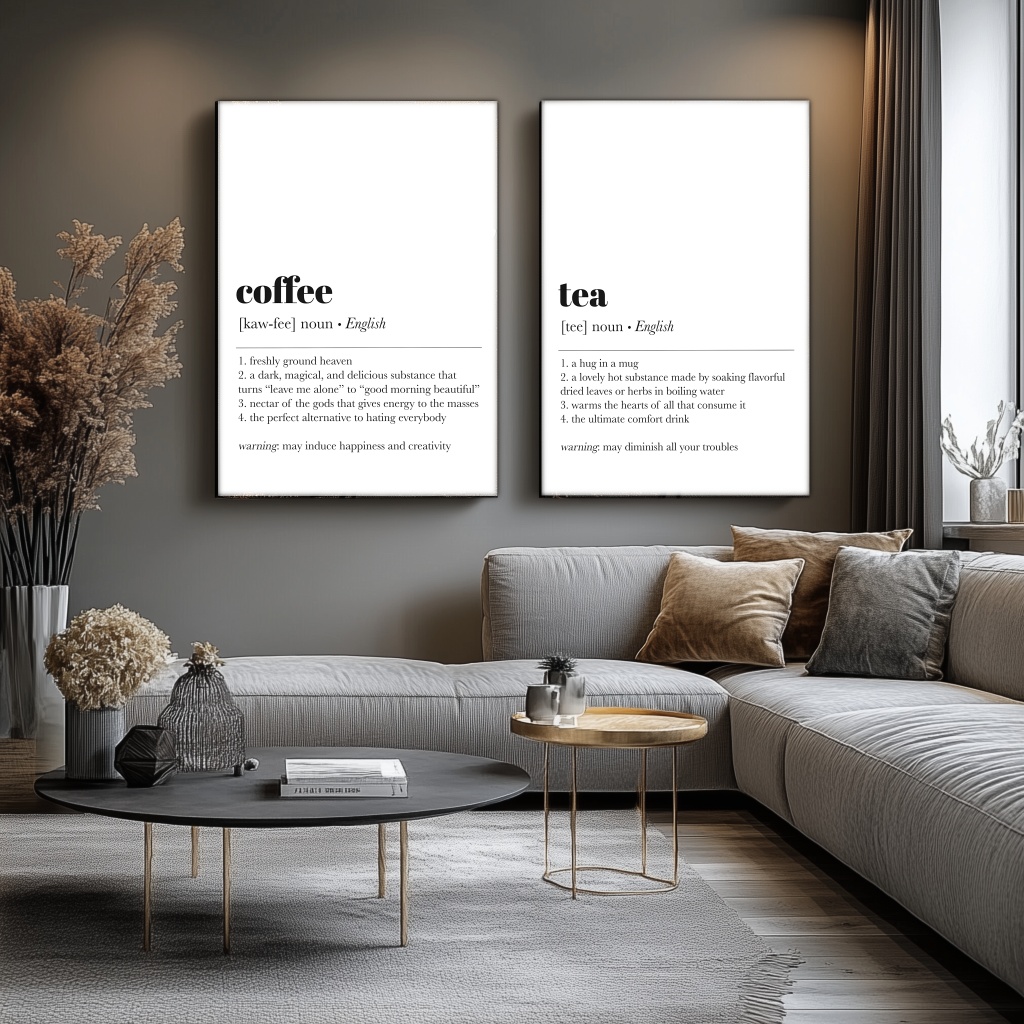 coffee
[kaw-fee] noun • English
1. freshly ground heaven
2. a dark, magical, and delicious substance that
turns “leave me alone” to “good morning beautiful”
3. nectar of the gods that gives energy to the masses
4. the perfect alternative to hating everybody
warning: may induce happiness and creativity
tea
[tee] noun • English
1. a hug in a mug
2. a lovely hot substance made by soaking flavorful
dried leaves or herbs in boiling water
3. warms the hearts of all that consume it
4. the ultimate comfort drink
warning: may diminish all your troubles